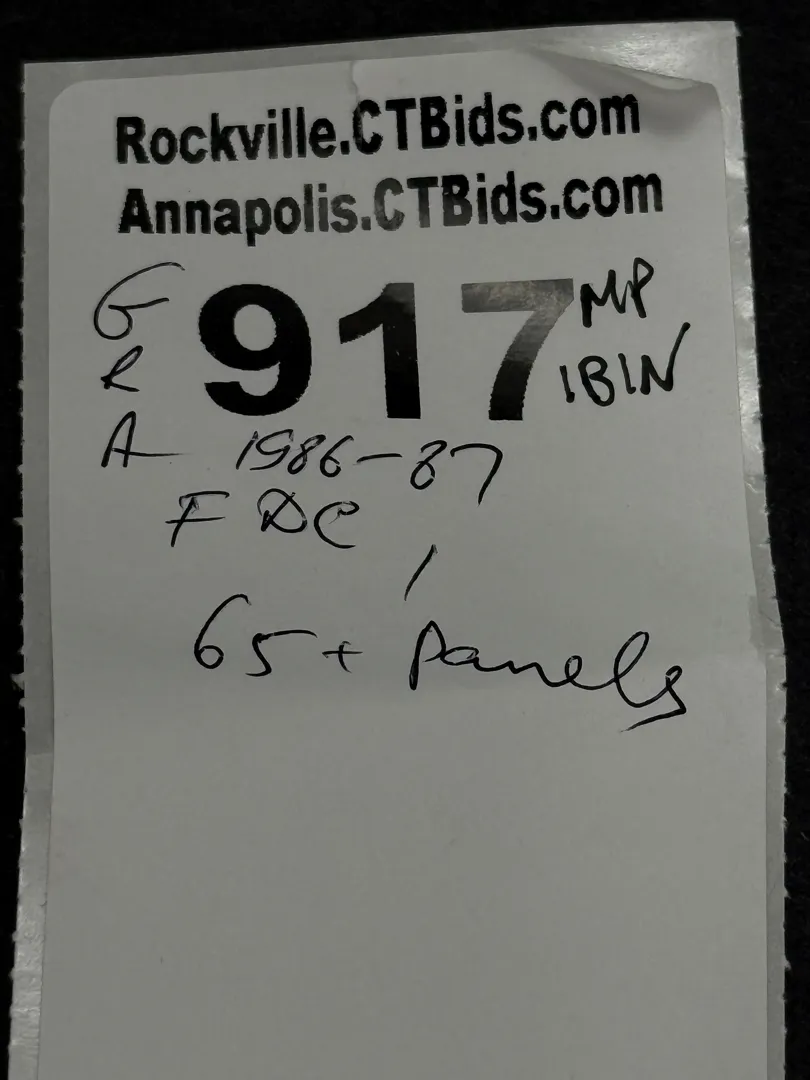 Rockville.CTBids.com
Annapolis.CTBids.com
G R A
917
MP
1BIN
1986-87
FDC
65+ Panels